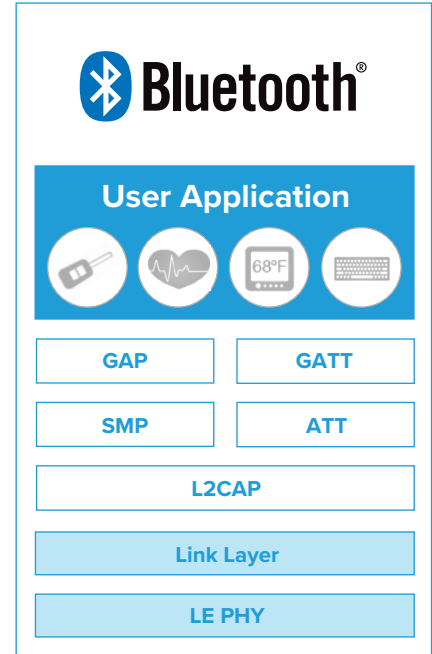 Bluetooth®
User Application
68°F
GAP GATT
SMP ATT
L2CAP
Link Layer
LE PHY